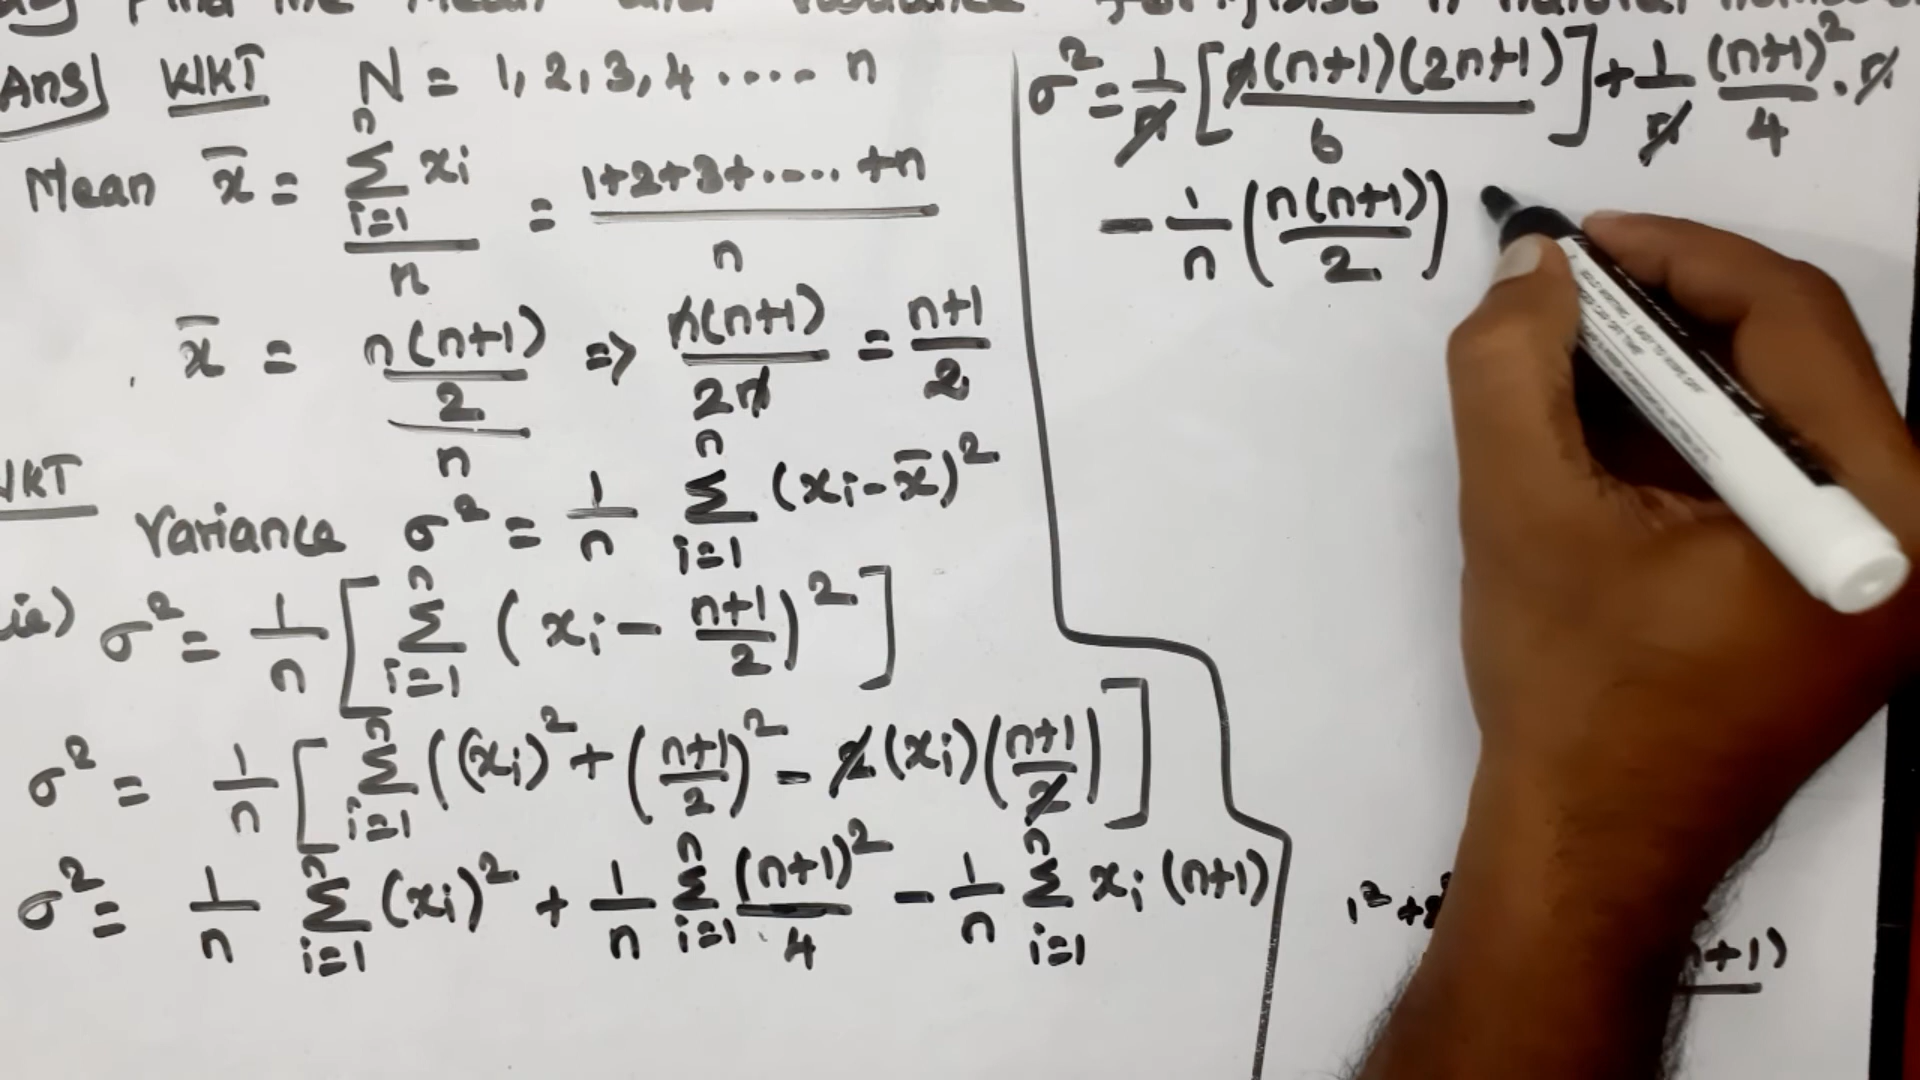 Find the Mean and Variance for first n natural numbers
Ans] WKT N = 1, 2, 3, 4 ..... n
Mean x̄ = Σ_{i=1}^{n} xᵢ / n = (1+2+3+.....+n) / n
x̄ = (n(n+1)/2) / n => n(n+1) / 2n = (n+1)/2
WKT
Variance σ² = 1/n Σ_{i=1}^{n} (xᵢ - x̄)²
ie) σ² = 1/n [ Σ_{i=1}^{n} ( xᵢ - (n+1)/2 )² ]
σ² = 1/n [ Σ_{i=1}^{n} ((xᵢ)² + ((n+1)/2)² - 2(xᵢ)((n+1)/2) ]
σ² = 1/n Σ_{i=1}^{n} (xᵢ)² + 1/n Σ_{i=1}^{n} (n+1)²/4 - 1/n Σ_{i=1}^{n} xᵢ (n+1)
σ² = 1/n [ n(n+1)(2n+1) / 6 ] + 1/n (n+1)²/4 . n
- 1/n ( n(n+1) / 2 )
1² +
n+1)